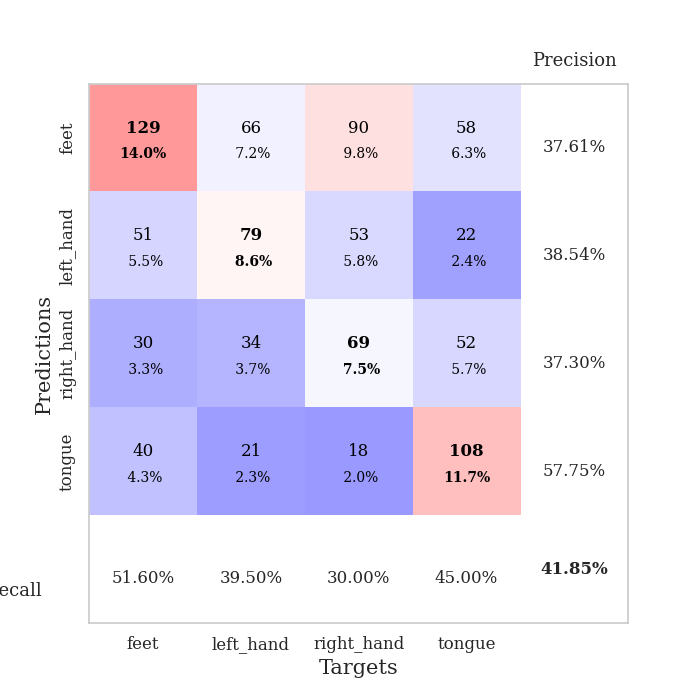 Precision
feet 129 66 90 58 37.61%
14.0% 7.2% 9.8% 6.3%
left_hand 51 79 53 22 38.54%
5.5% 8.6% 5.8% 2.4%
Predictions
right_hand 30 34 69 52 37.30%
3.3% 3.7% 7.5% 5.7%
tongue 40 21 18 108 57.75%
4.3% 2.3% 2.0% 11.7%
ecall 51.60% 39.50% 30.00% 45.00% 41.85%
feet left_hand right_hand tongue
Targets